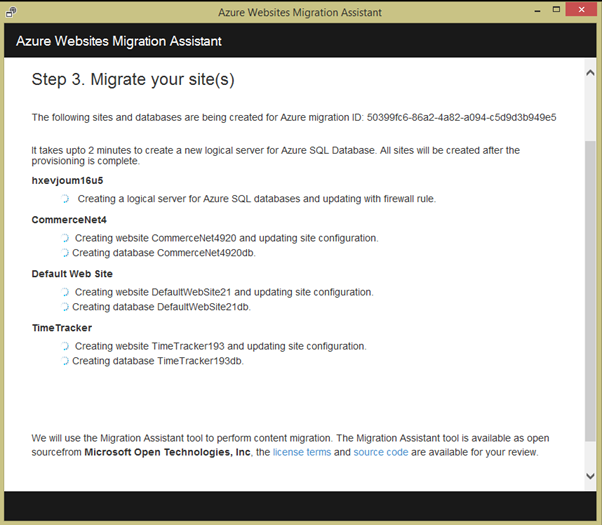 Azure Websites Migration Assistant
Azure Websites Migration Assistant
Step 3. Migrate your site(s)
The following sites and databases are being created for Azure migration ID: 50399fc6-86a2-4a82-a094-c5d9d3b949e5
It takes upto 2 minutes to create a new logical server for Azure SQL Database. All sites will be created after the
provisioning is complete.
hxevjoum16u5
Creating a logical server for Azure SQL databases and updating with firewall rule.
CommerceNet4
Creating website CommerceNet4920 and updating site configuration.
Creating database CommerceNet4920db.
Default Web Site
Creating website DefaultWebSite21 and updating site configuration.
Creating database DefaultWebSite21db.
TimeTracker
Creating website TimeTracker193 and updating site configuration.
Creating database TimeTracker193db.
We will use the Migration Assistant tool to perform content migration. The Migration Assistant tool is available as open
sourcefrom Microsoft Open Technologies, Inc, the license terms and source code are available for your review.